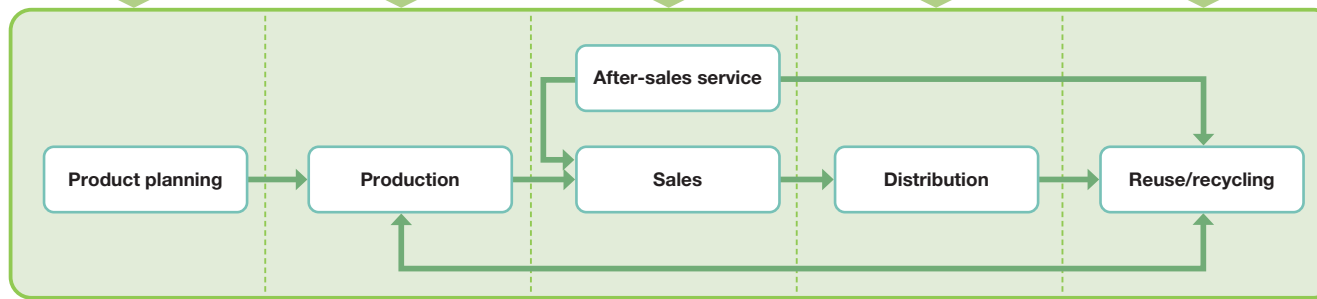 After-sales service
Product planning
Production
Sales
Distribution
Reuse/recycling